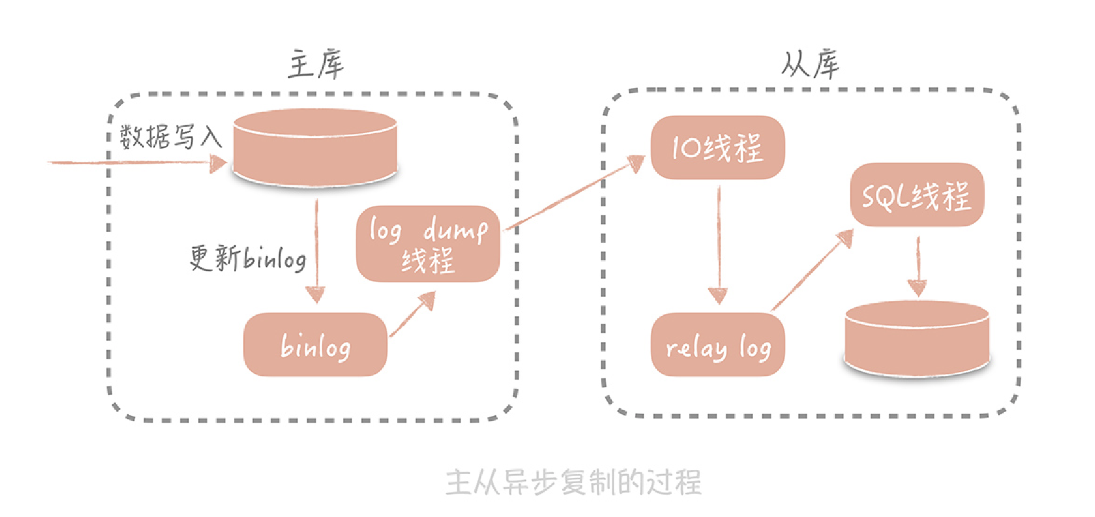 主库
从库
数据写入
更新binlog
log dump
线程
binlog
IO线程
relay log
SQL线程
主从异步复制的过程